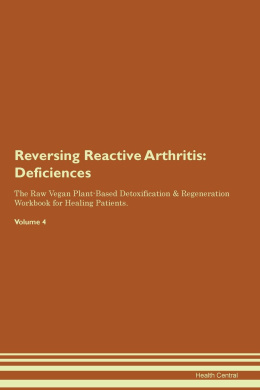 Reversing Reactive Arthritis:
Deficiences
The Raw Vegan Plant-Based Detoxification & Regeneration
Workbook for Healing Patients.
Volume 4
Health Central